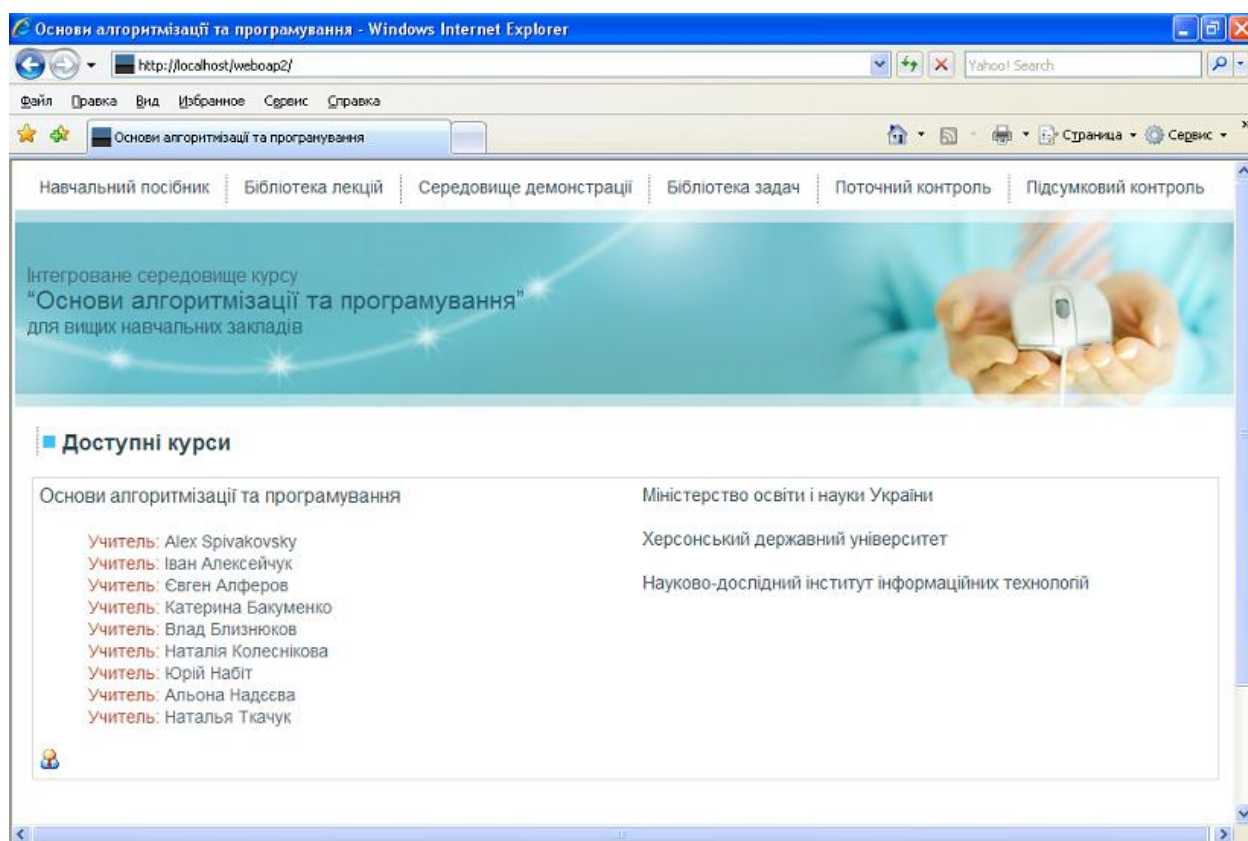 Основи алгоритмізації та програмування - Windows Internet Explorer
http://localhost/weboap2/
Yahoo! Search
Файл Правка Вид Избранное Сервис Справка
Основи алгоритмізації та програмування
Страница Сервис
Навчальний посібник Бібліотека лекцій Середовище демонстрації Бібліотека задач Поточний контроль Підсумковий контроль
Інтегроване середовище курсу
"Основи алгоритмізації та програмування"
для вищих навчальних закладів
Доступні курси
Основи алгоритмізації та програмування
Учитель: Alex Spivakovsky
Учитель: Іван Алексейчук
Учитель: Євген Алферов
Учитель: Катерина Бакуменко
Учитель: Влад Близнюков
Учитель: Наталія Колеснікова
Учитель: Юрій Набіт
Учитель: Альона Надєєва
Учитель: Наталья Ткачук
Міністерство освіти і науки України
Херсонський державний університет
Науково-дослідний інститут інформаційних технологій